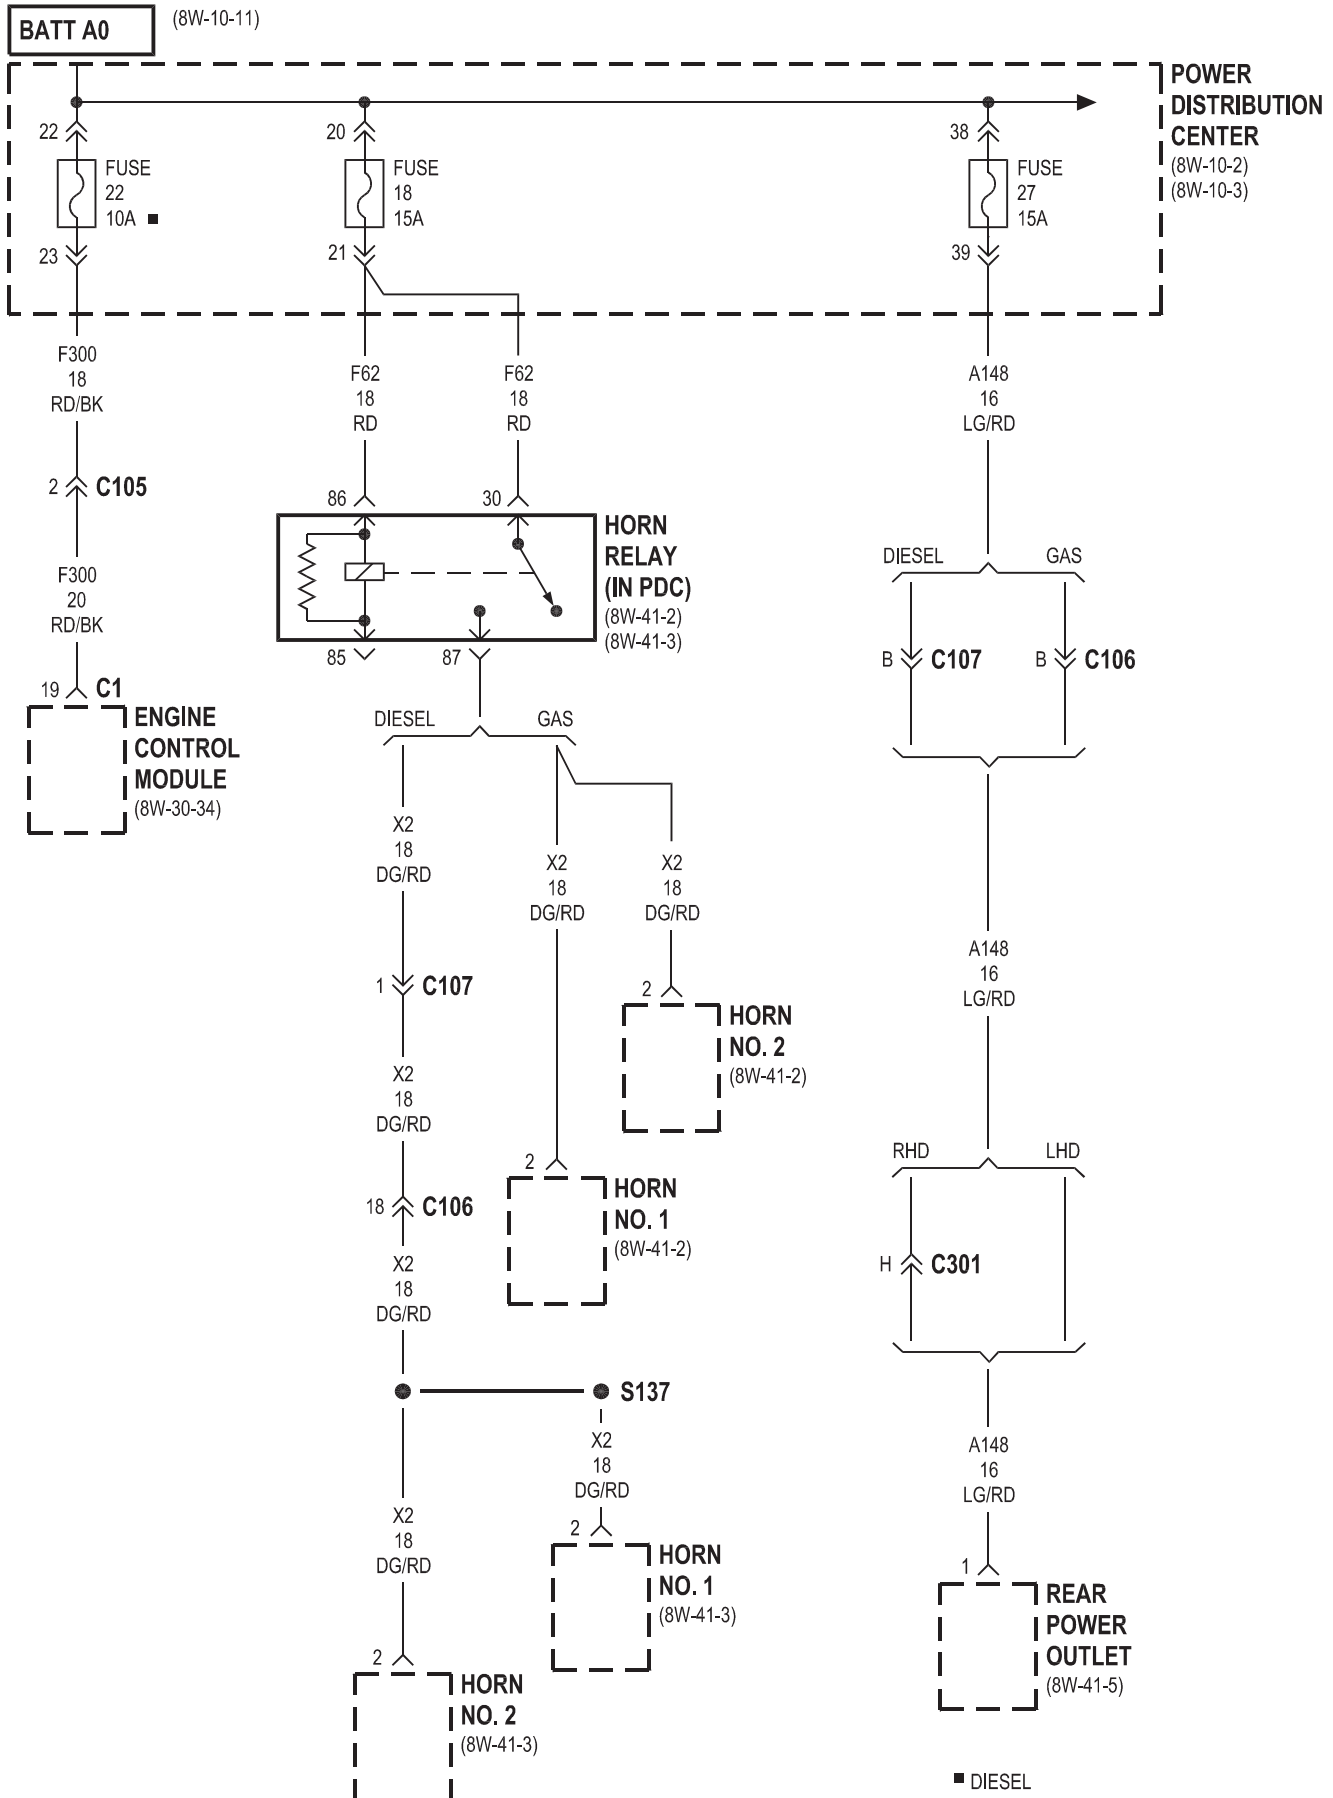 BATT A0
(8W-10-11)
POWER
DISTRIBUTION
CENTER
(8W-10-2)
(8W-10-3)
22
FUSE
22
10A ■
23
20
FUSE
18
15A
21
38
FUSE
27
15A
39
F300
18
RD/BK
2
C105
F300
20
RD/BK
19
C1
ENGINE
CONTROL
MODULE
(8W-30-34)
F62
18
RD
F62
18
RD
86
30
HORN
RELAY
(IN PDC)
(8W-41-2)
(8W-41-3)
85
87
DIESEL
GAS
X2
18
DG/RD
X2
18
DG/RD
X2
18
DG/RD
1
C107
2
HORN
NO. 2
(8W-41-2)
X2
18
DG/RD
2
HORN
NO. 1
(8W-41-2)
18
C106
X2
18
DG/RD
S137
X2
18
DG/RD
X2
18
DG/RD
2
HORN
NO. 1
(8W-41-3)
2
HORN
NO. 2
(8W-41-3)
A148
16
LG/RD
DIESEL
GAS
B
C107
B
C106
A148
16
LG/RD
RHD
LHD
H
C301
A148
16
LG/RD
1
REAR
POWER
OUTLET
(8W-41-5)
■ DIESEL